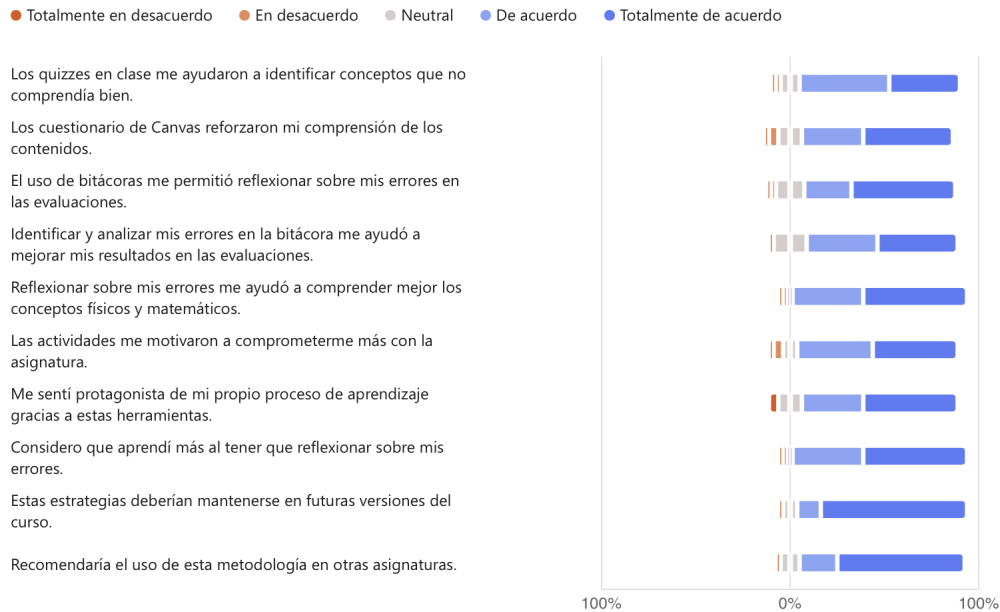 Totalmente en desacuerdo En desacuerdo Neutral De acuerdo Totalmente de acuerdo
Los quizzes en clase me ayudaron a identificar conceptos que no
comprendía bien.
Los cuestionario de Canvas reforzaron mi comprensión de los
contenidos.
El uso de bitácoras me permitió reflexionar sobre mis errores en
las evaluaciones.
Identificar y analizar mis errores en la bitácora me ayudó a
mejorar mis resultados en las evaluaciones.
Reflexionar sobre mis errores me ayudó a comprender mejor los
conceptos físicos y matemáticos.
Las actividades me motivaron a comprometerme más con la
asignatura.
Me sentí protagonista de mi propio proceso de aprendizaje
gracias a estas herramientas.
Considero que aprendí más al tener que reflexionar sobre mis
errores.
Estas estrategias deberían mantenerse en futuras versiones del
curso.
Recomendaría el uso de esta metodología en otras asignaturas.
100% 0% 100%